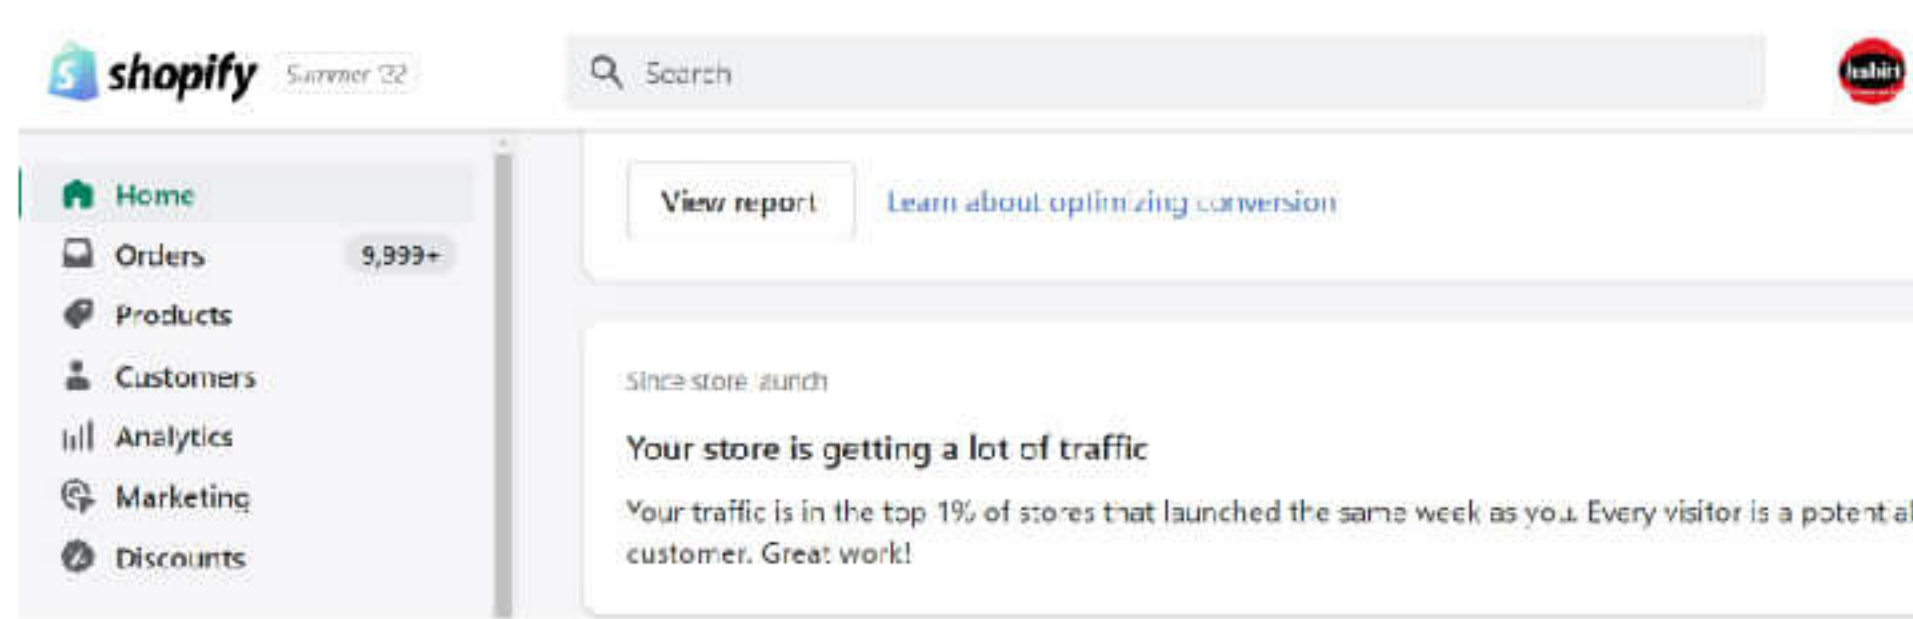 shopify Summer '22
Search
Home
Orders 9,999+
Products
Customers
Analytics
Marketing
Discounts
View report Learn about optimizing conversion
Since store launch
Your store is getting a lot of traffic
Your traffic is in the top 1% of stores that launched the same week as you. Every visitor is a potential
customer. Great work!